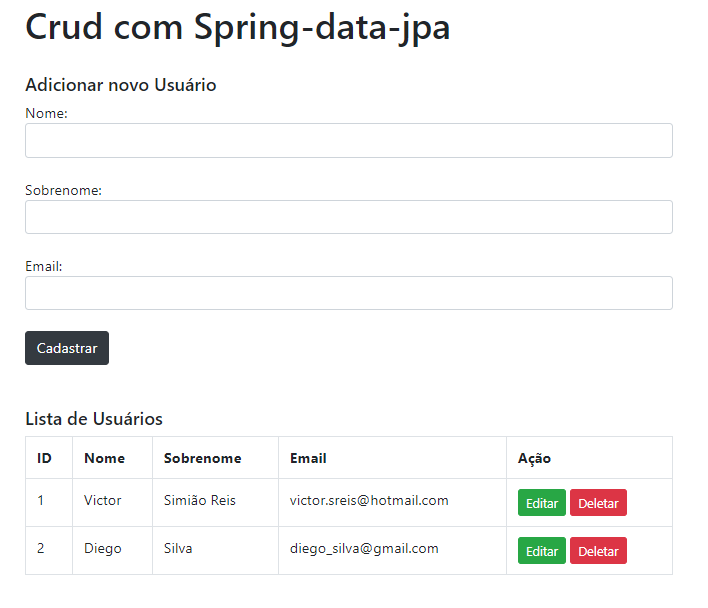 Crud com Spring-data-jpa
Adicionar novo Usuário
Nome:
Sobrenome:
Email:
Cadastrar
Lista de Usuários
ID Nome Sobrenome Email Ação
1 Victor Simião Reis victor.sreis@hotmail.com Editar Deletar
2 Diego Silva diego_silva@gmail.com Editar Deletar